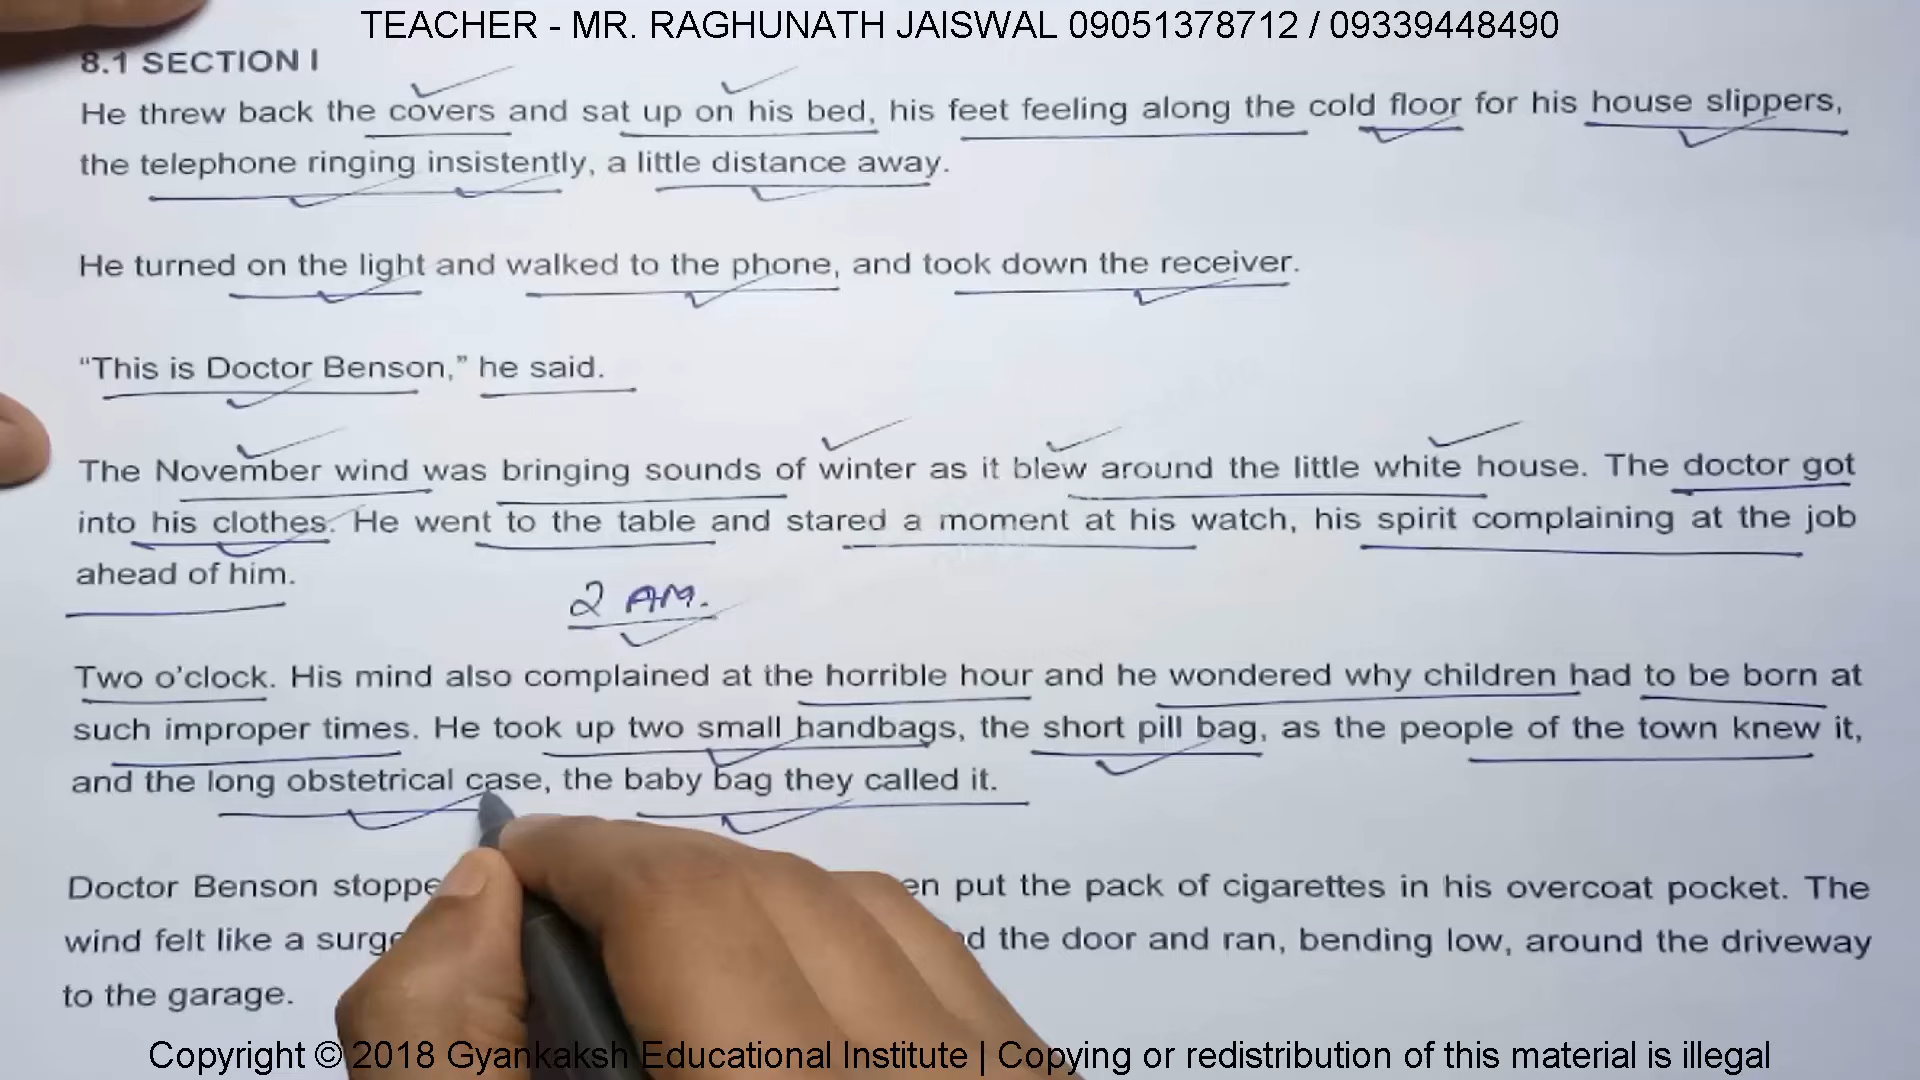 TEACHER - MR. RAGHUNATH JAISWAL 09051378712 / 09339448490
8.1 SECTION I
He threw back the covers and sat up on his bed, his feet feeling along the cold floor for his house slippers,
the telephone ringing insistently, a little distance away.
He turned on the light and walked to the phone, and took down the receiver.
“This is Doctor Benson,” he said.
The November wind was bringing sounds of winter as it blew around the little white house. The doctor got
into his clothes. He went to the table and stared a moment at his watch, his spirit complaining at the job
ahead of him.
2 AM.
Two o’clock. His mind also complained at the horrible hour and he wondered why children had to be born at
such improper times. He took up two small handbags, the short pill bag, as the people of the town knew it,
and the long obstetrical case, the baby bag they called it.
Doctor Benson put the pack of cigarettes in his overcoat pocket. The
wind felt like a the door and ran, bending low, around the driveway
to the garage.
Copyright © 2018 Gyankaksh Educational Institute | Copying or redistribution of this material is illegal